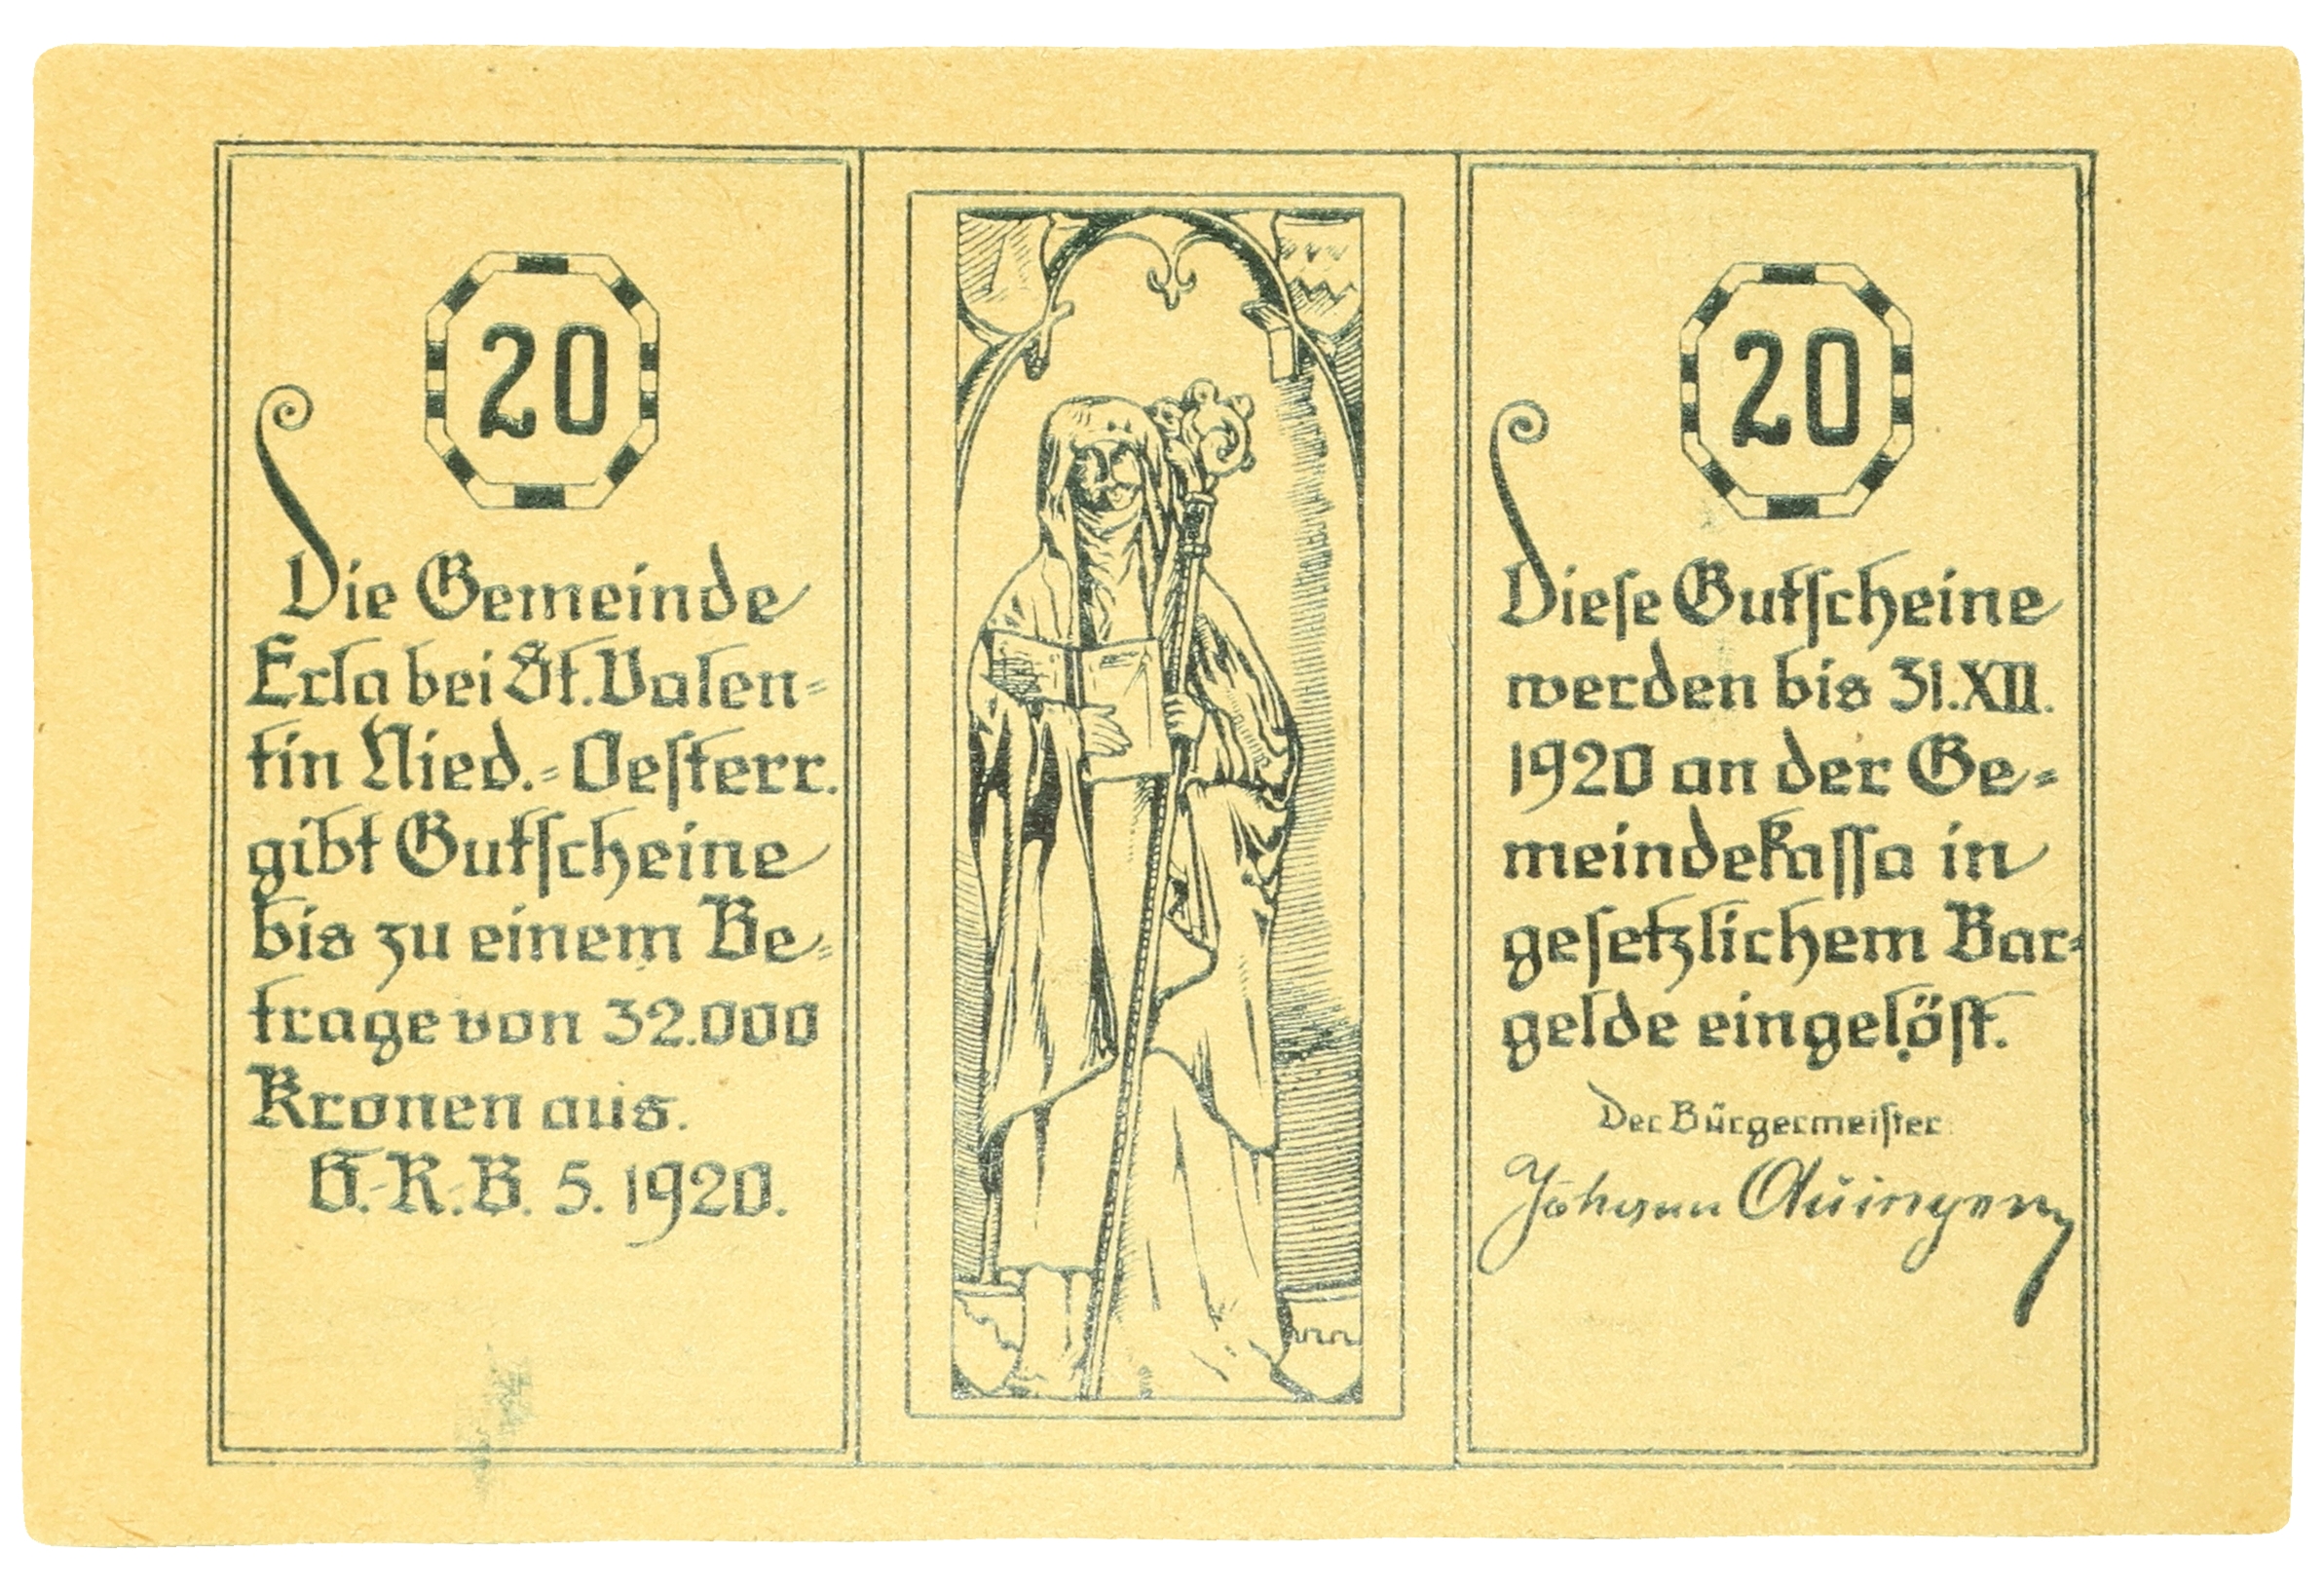 20
Die Gemeinde
Erla bei St. Valen=
tin Nied.=Oesterr.
gibt Gutscheine
bis zu einem Be=
trage von 32.000
Kronen aus.
G.-R.-B. 5. 1920.
20
Diese Gutscheine
werden bis 31. XII.
1920 an der Ge=
meindekassa in
gesetzlichem Bar=
gelde eingelöst.
Der Bürgermeister:
Johann Auinger